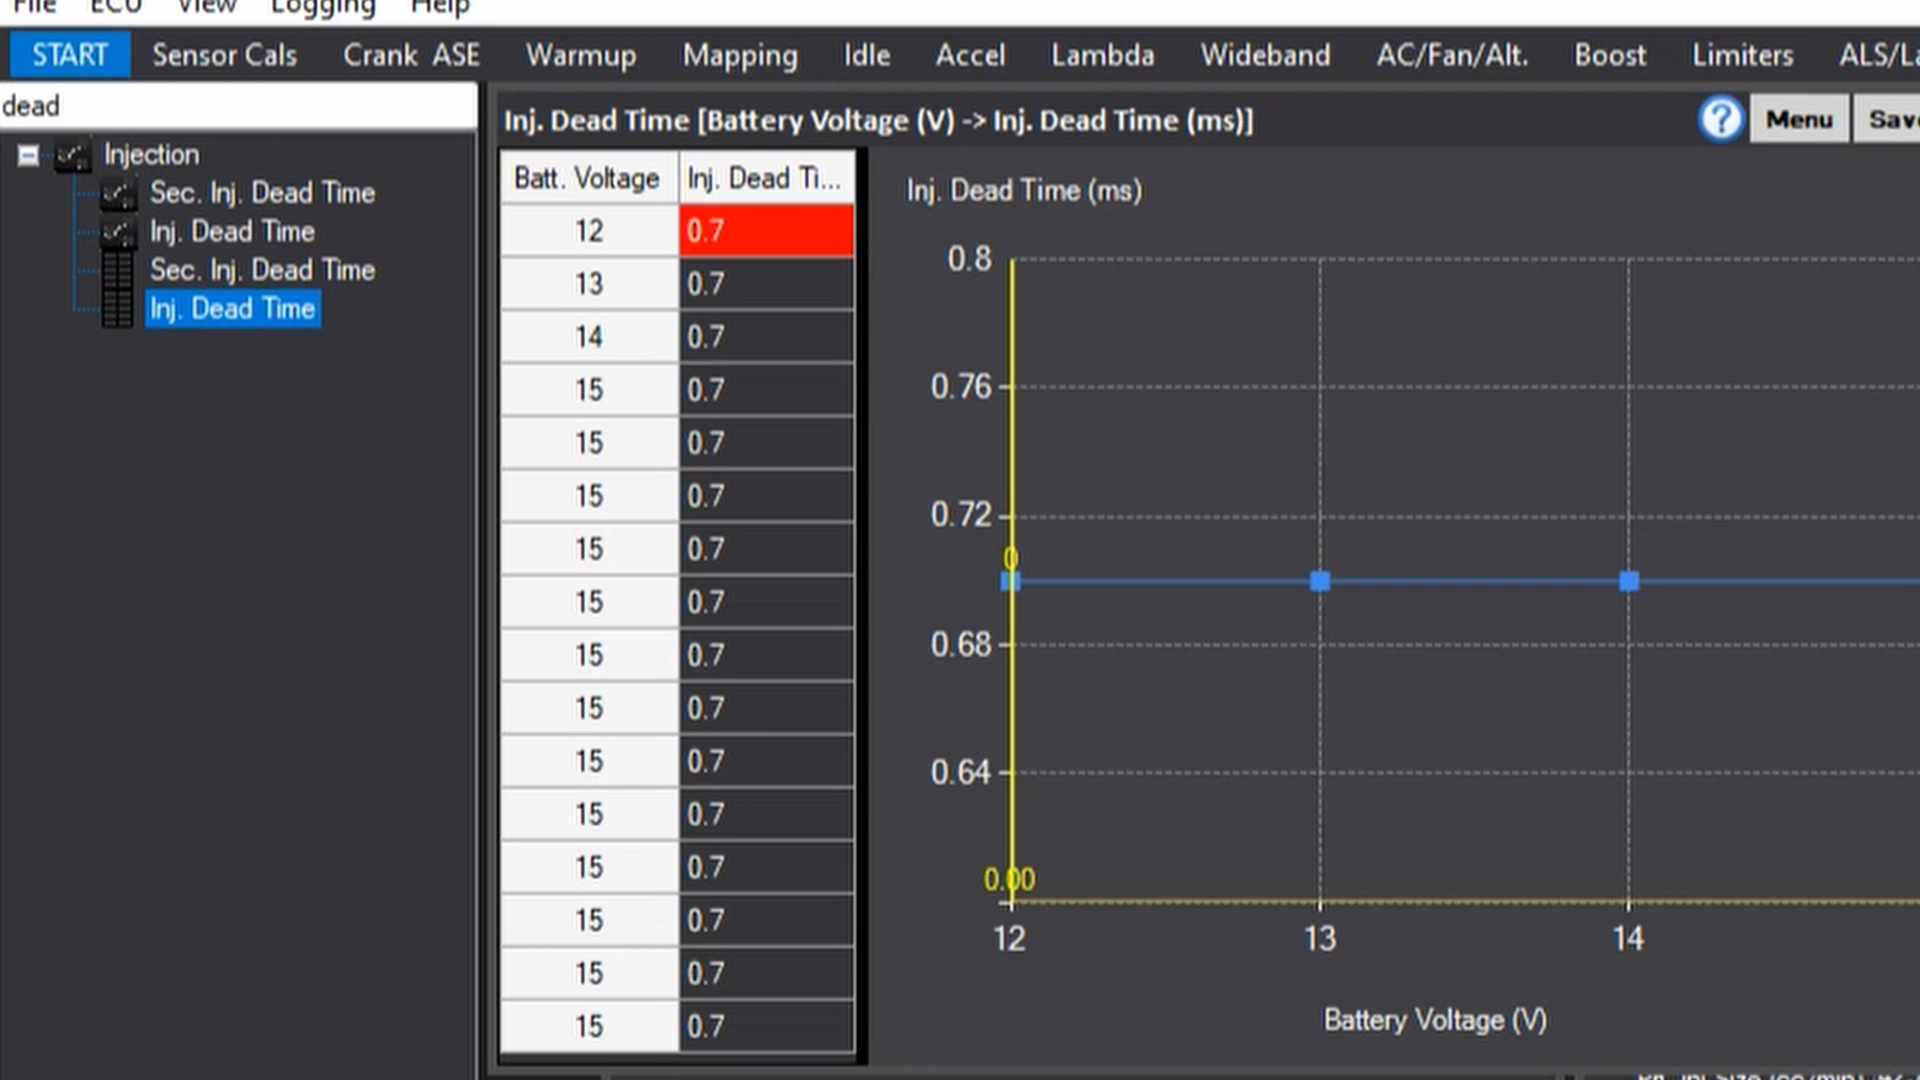 File ECU View Logging Help
START Sensor Cals Crank ASE Warmup Mapping Idle Accel Lambda Wideband AC/Fan/Alt. Boost Limiters ALS/La
dead
Injection
Sec. Inj. Dead Time
Inj. Dead Time
Sec. Inj. Dead Time
Inj. Dead Time
Inj. Dead Time [Battery Voltage (V) -> Inj. Dead Time (ms)]
? Menu Save
Batt. Voltage Inj. Dead Ti...
12 0.7
13 0.7
14 0.7
15 0.7
15 0.7
15 0.7
15 0.7
15 0.7
15 0.7
15 0.7
15 0.7
15 0.7
15 0.7
15 0.7
15 0.7
15 0.7
Inj. Dead Time (ms)
0.8
0.76
0.72
0
0.68
0.64
0.00
12 13 14
Battery Voltage (V)